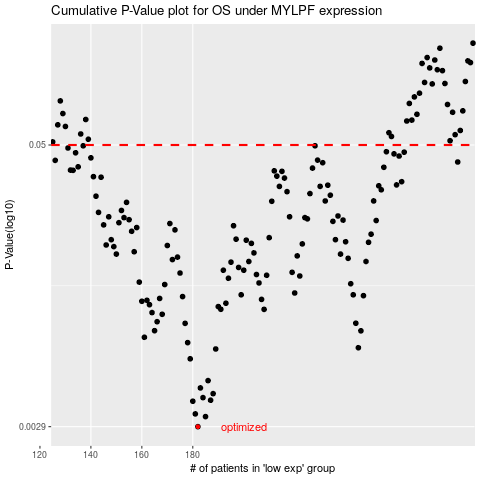 Cumulative P-Value plot for OS under MYLPF expression
P-Value(log10)
0.05
0.0029
optimized
120 140 160 180
# of patients in 'low exp' group